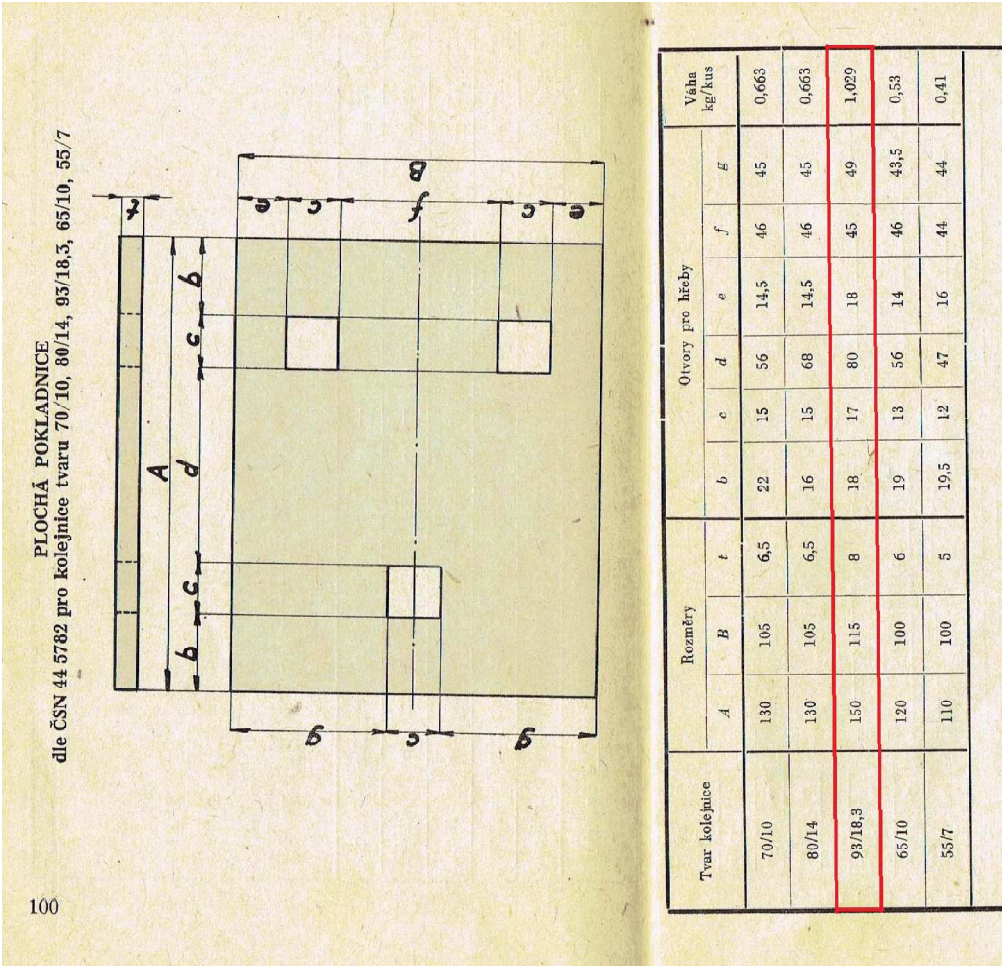 PLOCHÁ POKLADNICE
dle ČSN 44 5782 pro kolejnice tvaru 70/10, 80/14, 93/18,3, 65/10, 55/7
t
A
b c d c b
B
e c f c e
g c g
100
Tvar kolejnice Rozměry Otvory pro hřeby Váha kg/kus
A B t b c d e f g
70/10 130 105 6,5 22 15 56 14,5 46 45 0,663
80/14 130 105 6,5 16 15 68 14,5 46 45 0,663
93/18,3 150 115 8 18 17 80 18 45 49 1,029
65/10 120 100 6 19 13 56 14 46 43,5 0,53
55/7 110 100 5 19,5 12 47 16 44 44 0,41